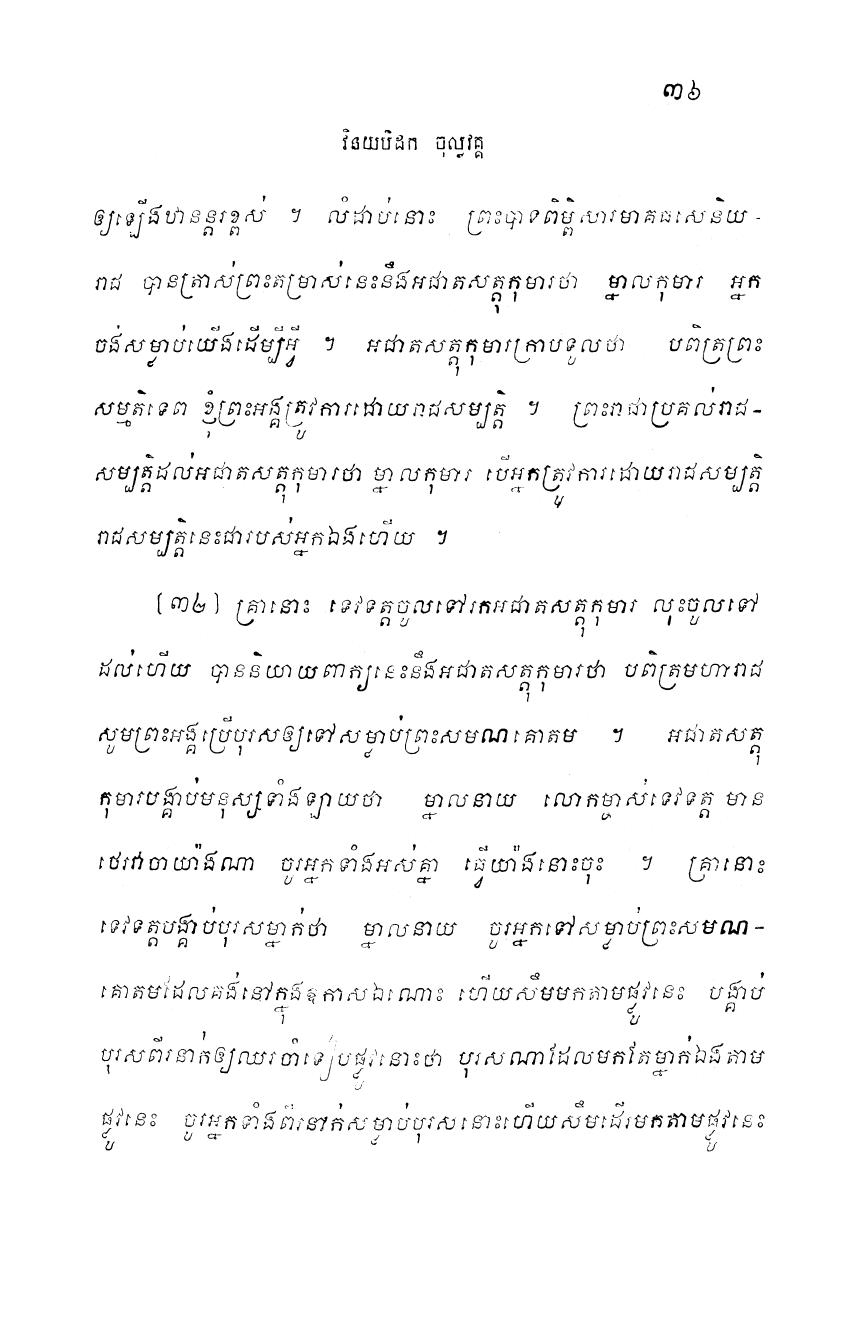 ៣៦
វិនយបិដក ចុល្លវគ្គ
ឲ្យឡើងឋានន្តរខ្ពស់ ។ លំដាប់នោះ ព្រះបាទពិម្ពិសារមាគធសេនិយ-
រាជ បានត្រាស់ព្រះតម្រាស់នេះនឹងអជាតសត្តុកុមារថា ម្នាលកុមារ អ្នក
ចង់សម្លាប់យើងដើម្បីអ្វី ។ អជាតសត្តុកុមារក្រាបទូលថា បពិត្រព្រះ
សម្មតិទេព ខ្ញុំព្រះអង្គត្រូវការដោយរាជសម្បត្តិ ។ ព្រះរាជាប្រគល់រាជ-
សម្បត្តិដល់អជាតសត្តុកុមារថា ម្នាលកុមារ បើអ្នកត្រូវការដោយរាជសម្បត្តិ
រាជសម្បត្តិនេះជារបស់អ្នកឯងហើយ ។
[៣៤] គ្រានោះ ទេវទត្តចូលទៅរកអជាតសត្តុកុមារ លុះចូលទៅ
ដល់ហើយ បាននិយាយពាក្យនេះនឹងអជាតសត្តុកុមារថា បពិត្រមហារាជ
សូមព្រះអង្គប្រើបុរសឲ្យទៅសម្លាប់ព្រះសមណគោតម ។ អជាតសត្តុ
កុមារបង្គាប់មនុស្សទាំងឡាយថា ម្នាលនាយ លោកម្ចាស់ទេវទត្ត មាន
ថេរវាចាយ៉ាងណា ចូរអ្នកទាំងអស់គ្នា ធ្វើយ៉ាងនោះចុះ ។ គ្រានោះ
ទេវទត្តបង្គាប់បុរសម្នាក់ថា ម្នាលនាយ ចូរអ្នកទៅសម្លាប់ព្រះសមណ-
គោតមដែលគង់នៅក្នុងឱកាសឯណោះ ហើយសឹមមកតាមផ្លូវនេះ បង្គាប់
បុរសពីរនាក់ឲ្យឈរចាំទៀបផ្លូវនោះថា បុរសណាដែលមកតែម្នាក់ឯងតាម
ផ្លូវនេះ ចូរអ្នកទាំងពីរនាក់សម្លាប់បុរសនោះហើយសឹមដើរមកតាមផ្លូវនេះ